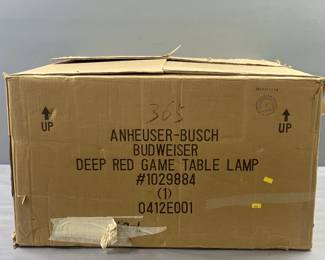 365
UP
UP
ANHEUSER-BUSCH
BUDWEISER
DEEP RED GAME TABLE LAMP
#1029884
(1)
0412E001